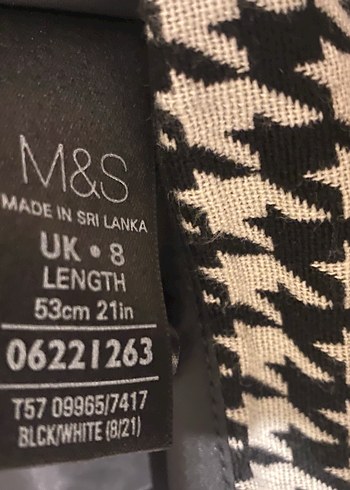 M&S
MADE IN SRI LANKA
UK • 8
LENGTH
53cm 21in
06221263
T57 09965/7417
BLCK/WHITE (8/21)